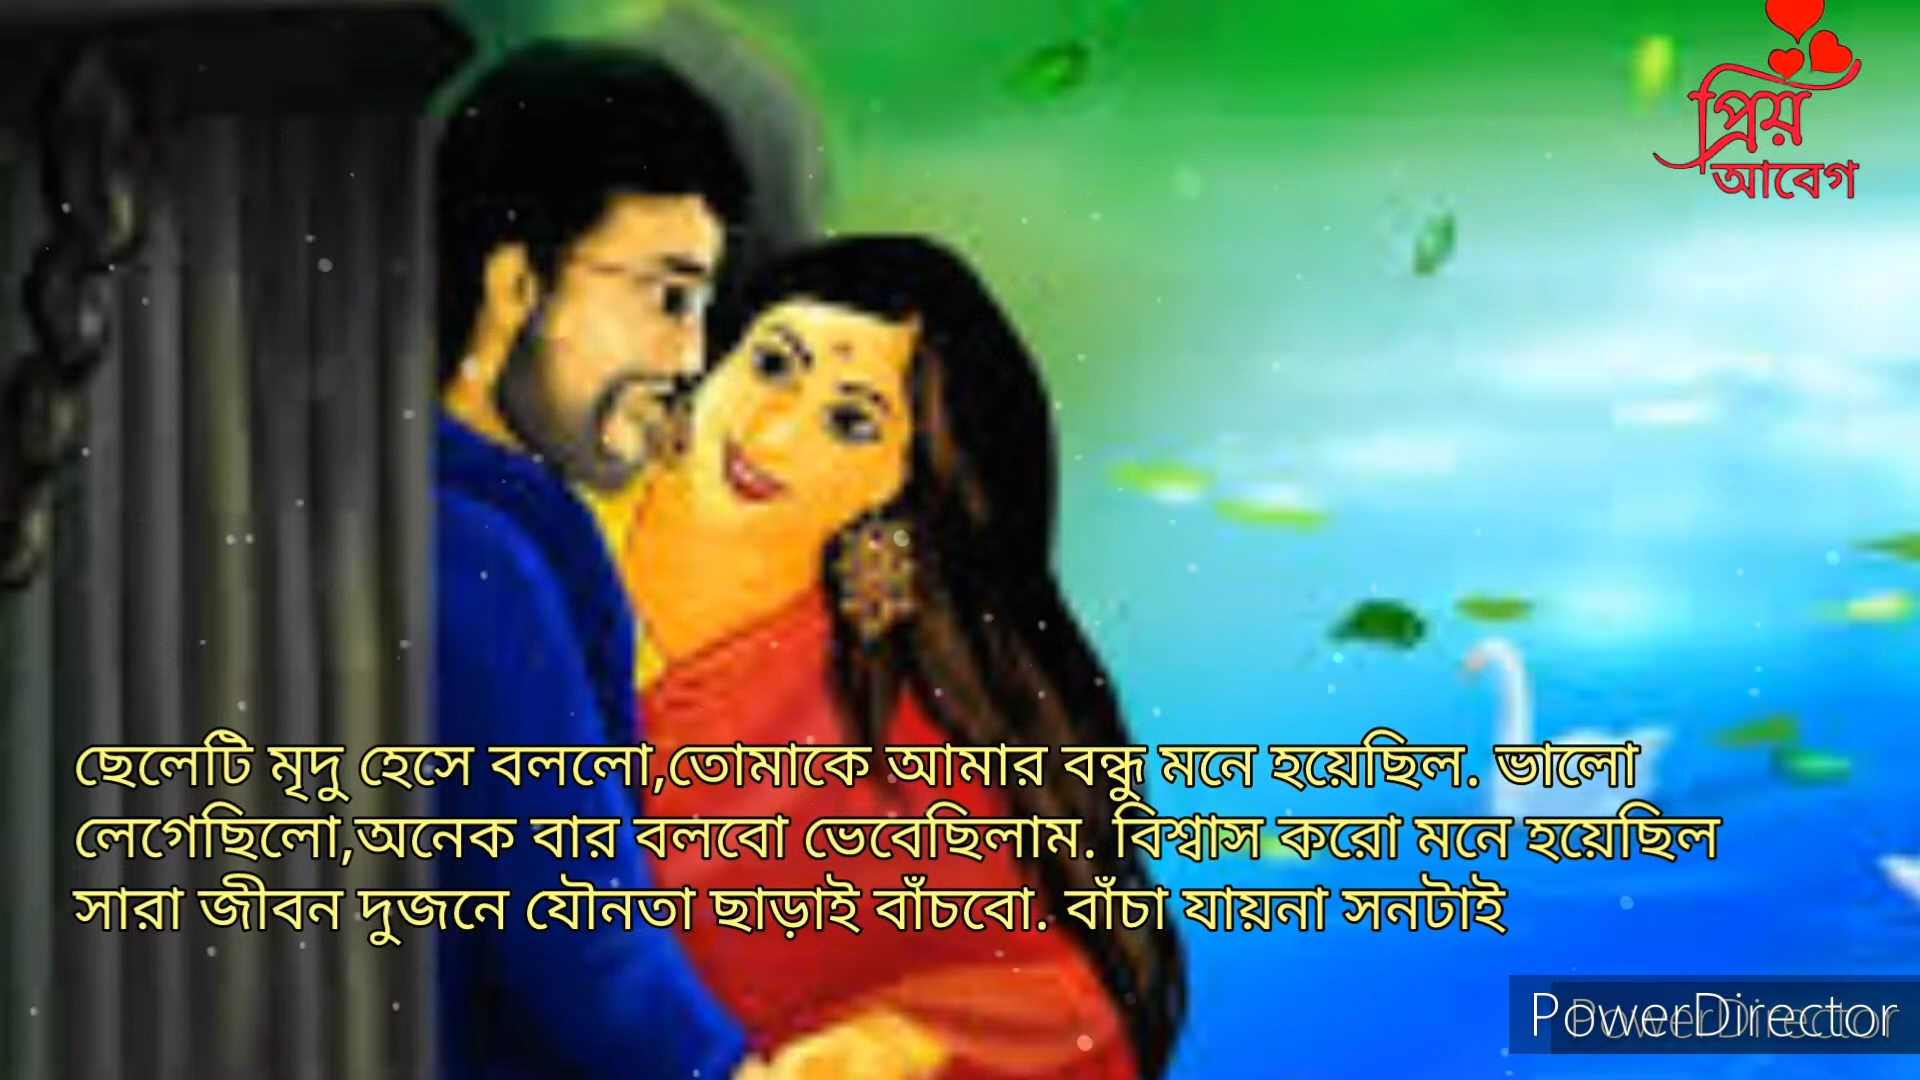 প্রিয়
আবেগ
ছেলেটি মৃদু হেসে বললো,তোমাকে আমার বন্ধু মনে হয়েছিল. ভালো
লেগেছিলো,অনেক বার বলবো ভেবেছিলাম. বিশ্বাস করো মনে হয়েছিল
সারা জীবন দুজনে যৌনতা ছাড়াই বাঁচবো. বাঁচা যায়না সনটাই
PowerDirector